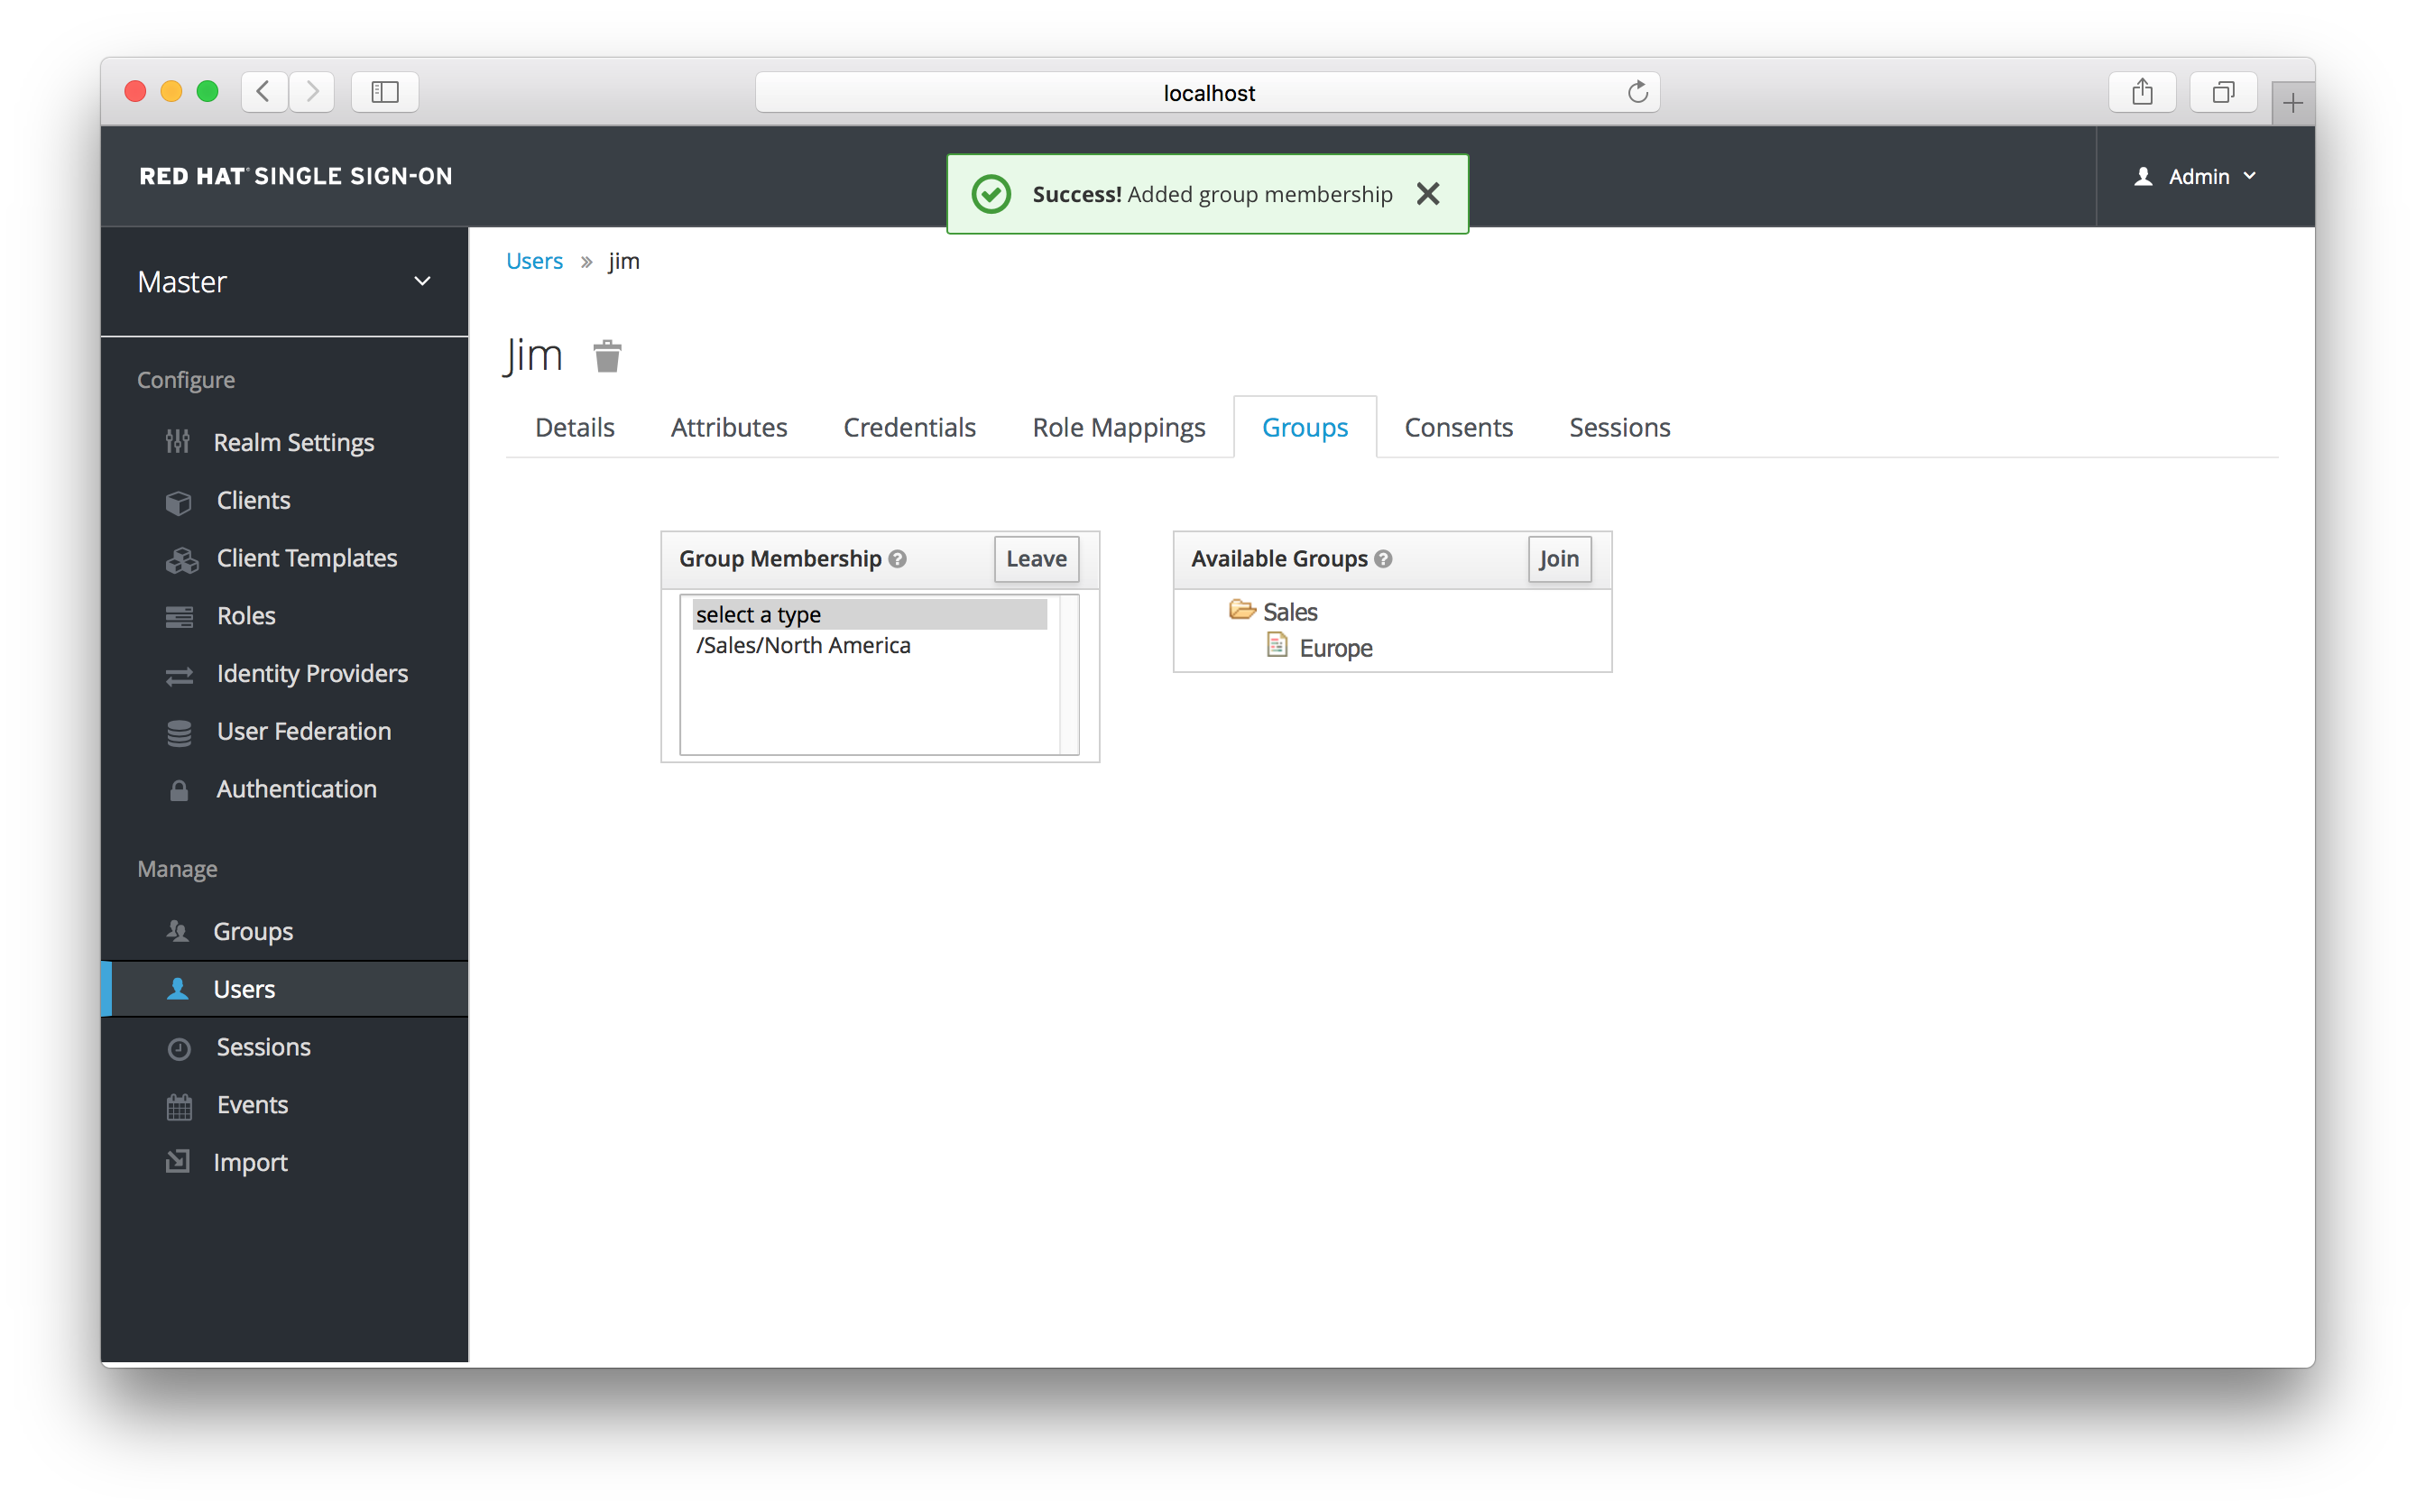 localhost
RED HAT® SINGLE SIGN-ON
Success! Added group membership
Admin
Master
Users » jim
Jim
Configure
Realm Settings
Clients
Client Templates
Roles
Identity Providers
User Federation
Authentication
Manage
Groups
Users
Sessions
Events
Import
Details Attributes Credentials Role Mappings Groups Consents Sessions
Group Membership Leave
select a type
/Sales/North America
Available Groups Join
Sales
Europe